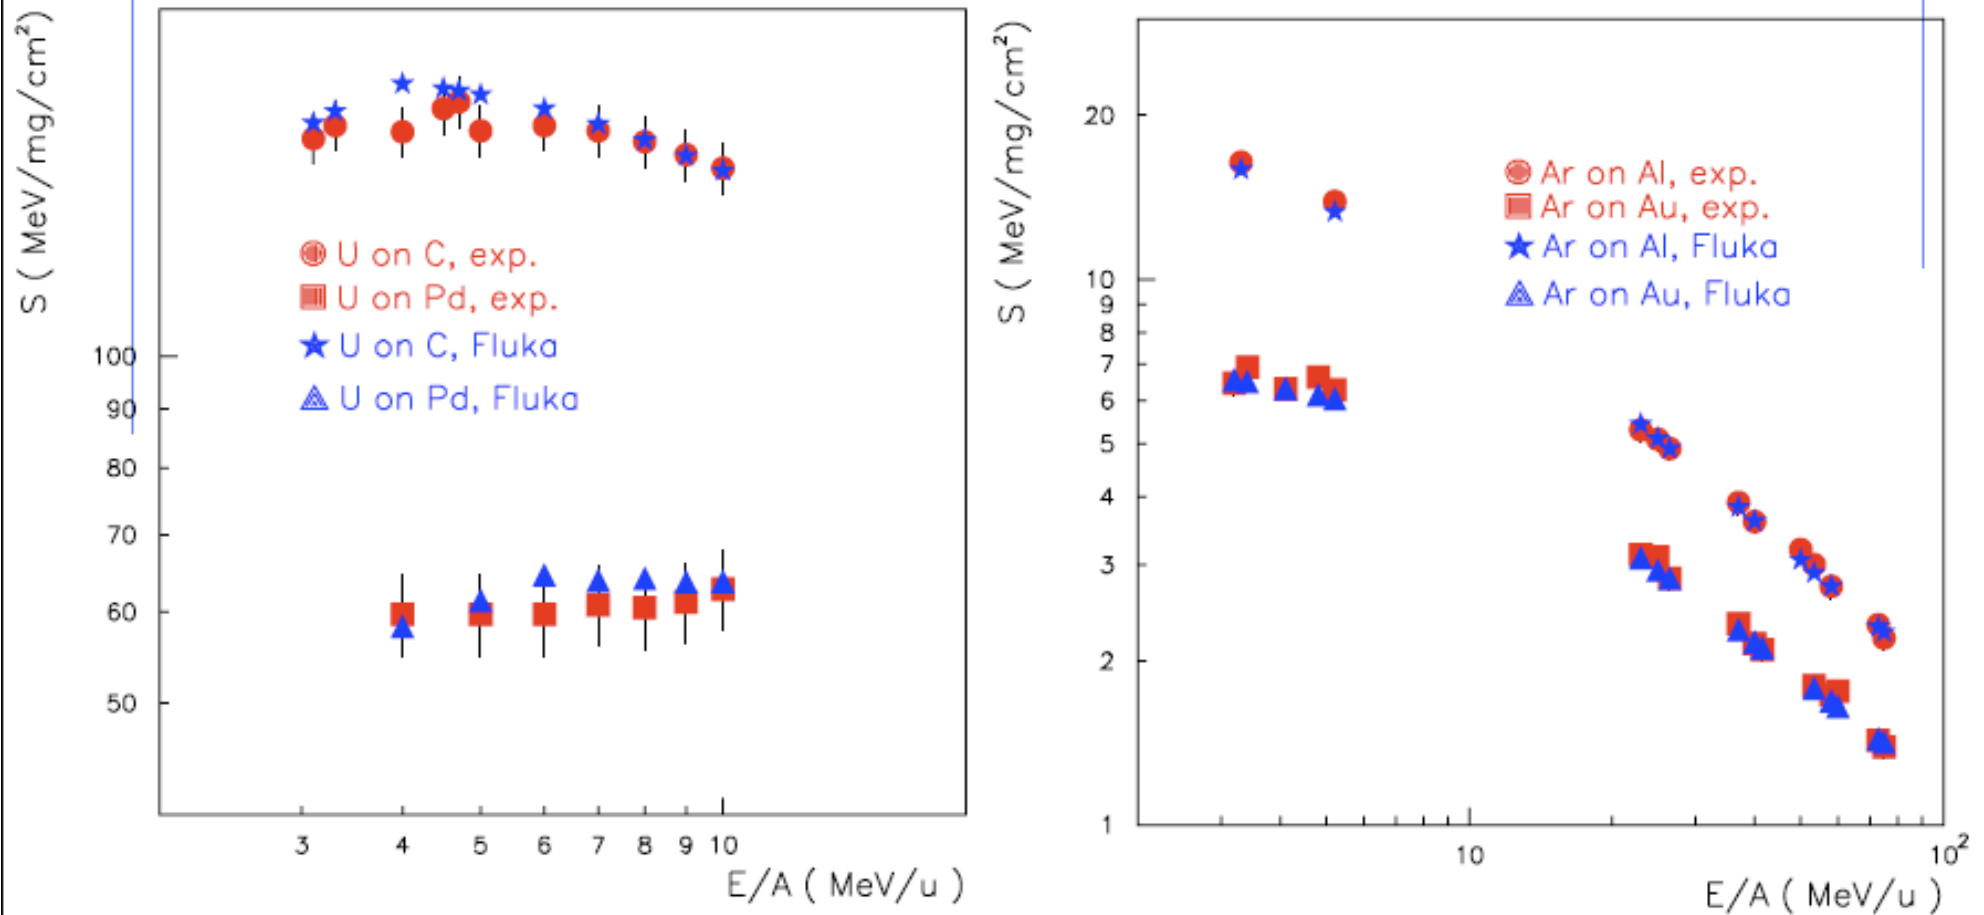 S ( MeV/mg/cm²)
U on C, exp.
U on Pd, exp.
U on C, Fluka
U on Pd, Fluka
100
90
80
70
60
50
3 4 5 6 7 8 9 10
E/A ( MeV/u )
S ( MeV/mg/cm²)
Ar on Al, exp.
Ar on Au, exp.
Ar on Al, Fluka
Ar on Au, Fluka
20
10
9
8
7
6
5
4
3
2
1
10 10²
E/A ( MeV/u )